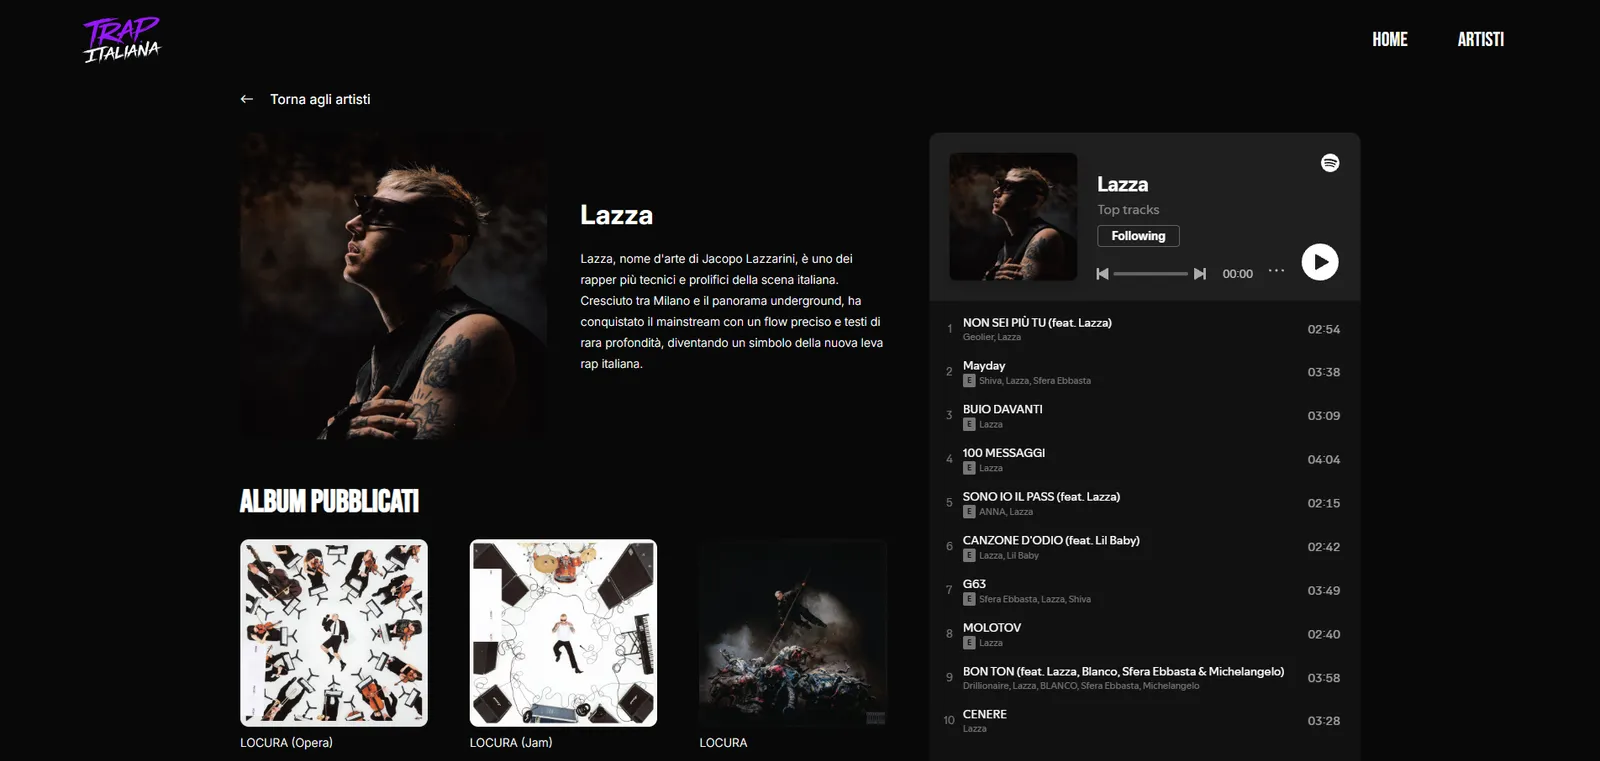 TRAP
ITALIANA
HOME
ARTISTI
Torna agli artisti
Lazza
Lazza, nome d'arte di Jacopo Lazzarini, è uno dei
rapper più tecnici e prolifici della scena italiana.
Cresciuto tra Milano e il panorama underground, ha
conquistato il mainstream con un flow preciso e testi di
rara profondità, diventando un simbolo della nuova leva
rap italiana.
ALBUM PUBBLICATI
LOCURA (Opera)
LOCURA (Jam)
LOCURA
Lazza
Top tracks
Following
00:00
1 NON SEI PIÙ TU (feat. Lazza) 02:54
Geolier, Lazza
2 Mayday 03:38
E Shiva, Lazza, Sfera Ebbasta
3 BUIO DAVANTI 03:09
E Lazza
4 100 MESSAGGI 04:04
E Lazza
5 SONO IO IL PASS (feat. Lazza) 02:15
E ANNA, Lazza
6 CANZONE D'ODIO (feat. Lil Baby) 02:42
E Lazza, Lil Baby
7 G63 03:49
E Sfera Ebbasta, Lazza, Shiva
8 MOLOTOV 02:40
E Lazza
9 BON TON (feat. Lazza, Blanco, Sfera Ebbasta & Michelangelo) 03:58
Drillionaire, Lazza, BLANCO, Sfera Ebbasta, Michelangelo
10 CENERE 03:28
Lazza